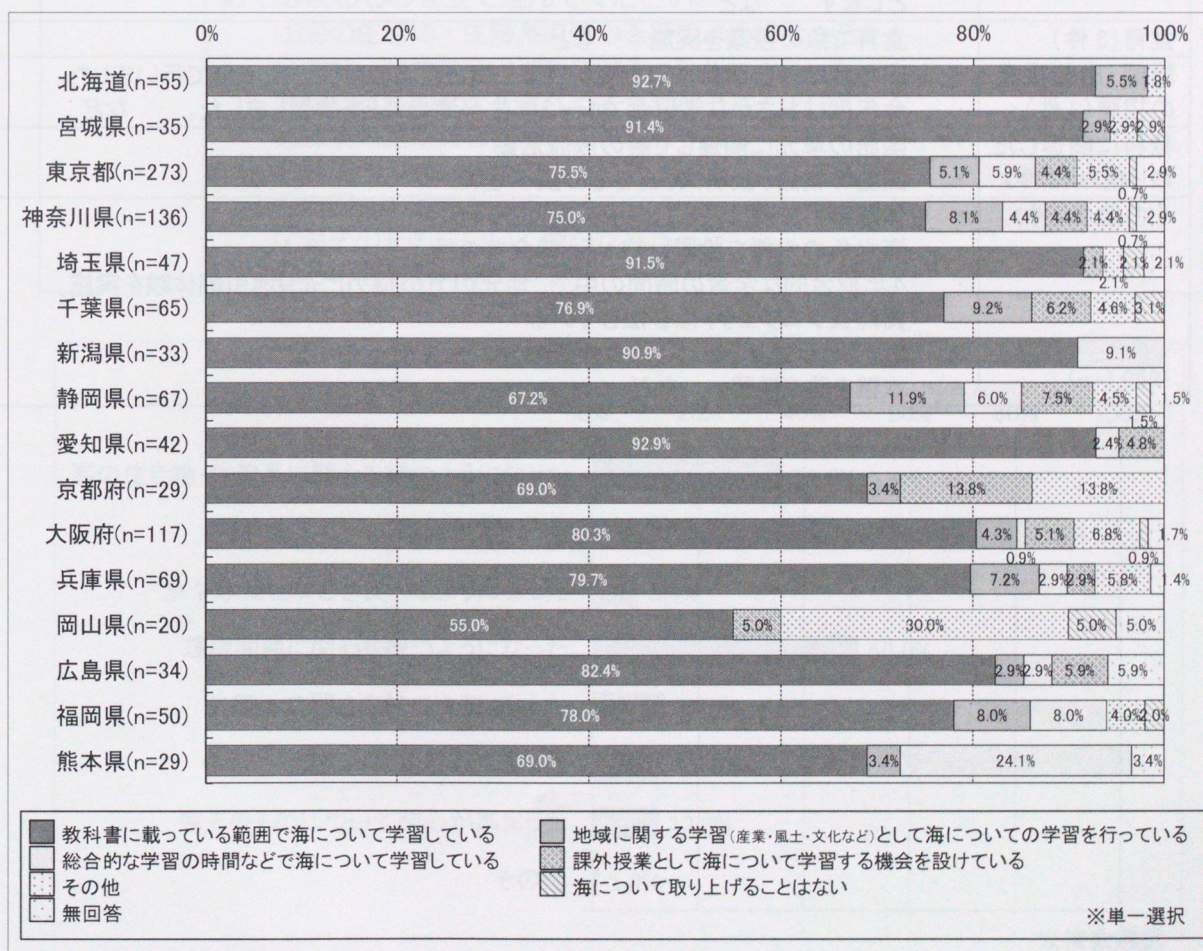 0% 20% 40% 60% 80% 100%
北海道(n=55) 92.7% 5.5% 1.8%
宮城県(n=35) 91.4% 2.9% 2.9% 2.9%
東京都(n=273) 75.5% 5.1% 5.9% 4.4% 5.5% 2.9%
0.7%
神奈川県(n=136) 75.0% 8.1% 4.4% 4.4% 4.4% 2.9%
0.7%
埼玉県(n=47) 91.5% 2.1% 2.1% 2.1%
2.1%
千葉県(n=65) 76.9% 9.2% 6.2% 4.6% 3.1%
新潟県(n=33) 90.9% 9.1%
静岡県(n=67) 67.2% 11.9% 6.0% 7.5% 4.5% 1.5%
1.5%
愛知県(n=42) 92.9% 2.4% 4.8%
京都府(n=29) 69.0% 3.4% 13.8% 13.8%
大阪府(n=117) 80.3% 4.3% 5.1% 6.8% 1.7%
0.9% 0.9%
兵庫県(n=69) 79.7% 7.2% 2.9% 2.9% 5.8% 1.4%
岡山県(n=20) 55.0% 5.0% 30.0% 5.0% 5.0%
広島県(n=34) 82.4% 2.9% 2.9% 5.9% 5.9%
福岡県(n=50) 78.0% 8.0% 8.0% 4.0% 2.0%
熊本県(n=29) 69.0% 3.4% 24.1% 3.4%
教科書に載っている範囲で海について学習している
地域に関する学習(産業・風土・文化など)として海についての学習を行っている
総合的な学習の時間などで海について学習している
課外授業として海について学習する機会を設けている
その他
海について取り上げることはない
無回答
※単一選択